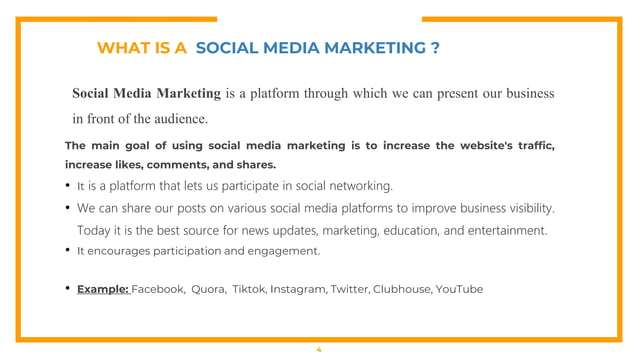 WHAT IS A SOCIAL MEDIA MARKETING ?
Social Media Marketing is a platform through which we can present our business
in front of the audience.
The main goal of using social media marketing is to increase the website's traffic,
increase likes, comments, and shares.
• It is a platform that lets us participate in social networking.
• We can share our posts on various social media platforms to improve business visibility.
Today it is the best source for news updates, marketing, education, and entertainment.
• It encourages participation and engagement.
• Example: Facebook, Quora, Tiktok, Instagram, Twitter, Clubhouse, YouTube